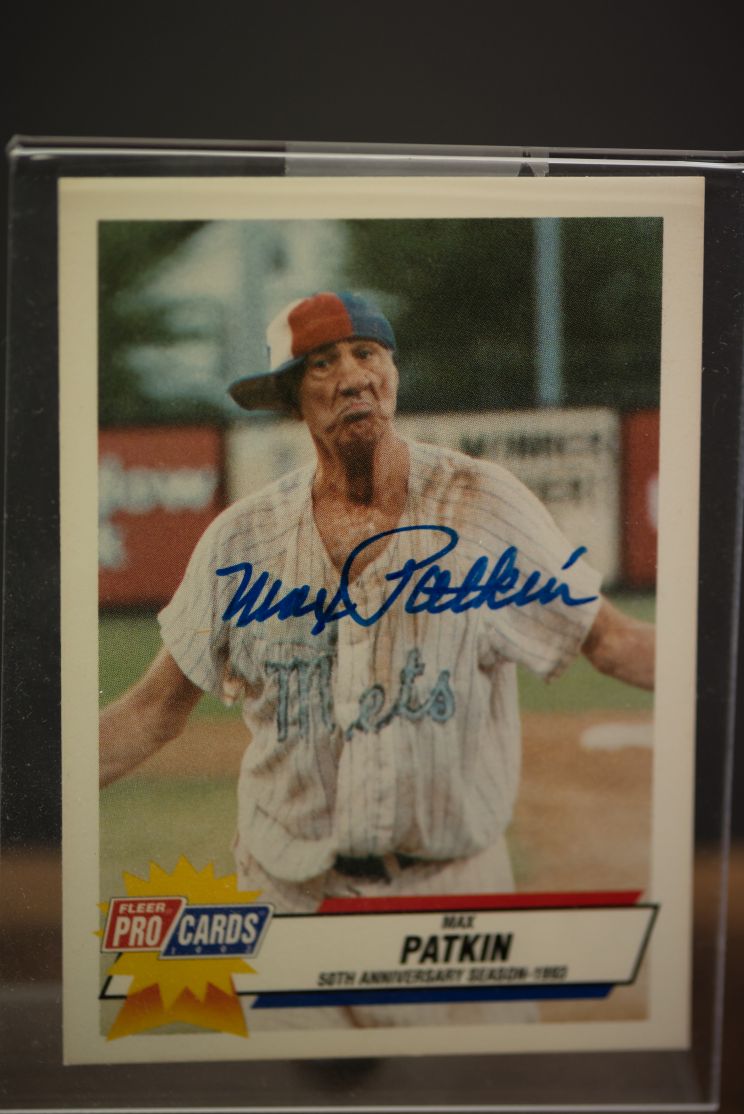 Max Patkin
Mets
FLEER
PRO CARDS
MAX
PATKIN
50TH ANNIVERSARY SEASON-1993